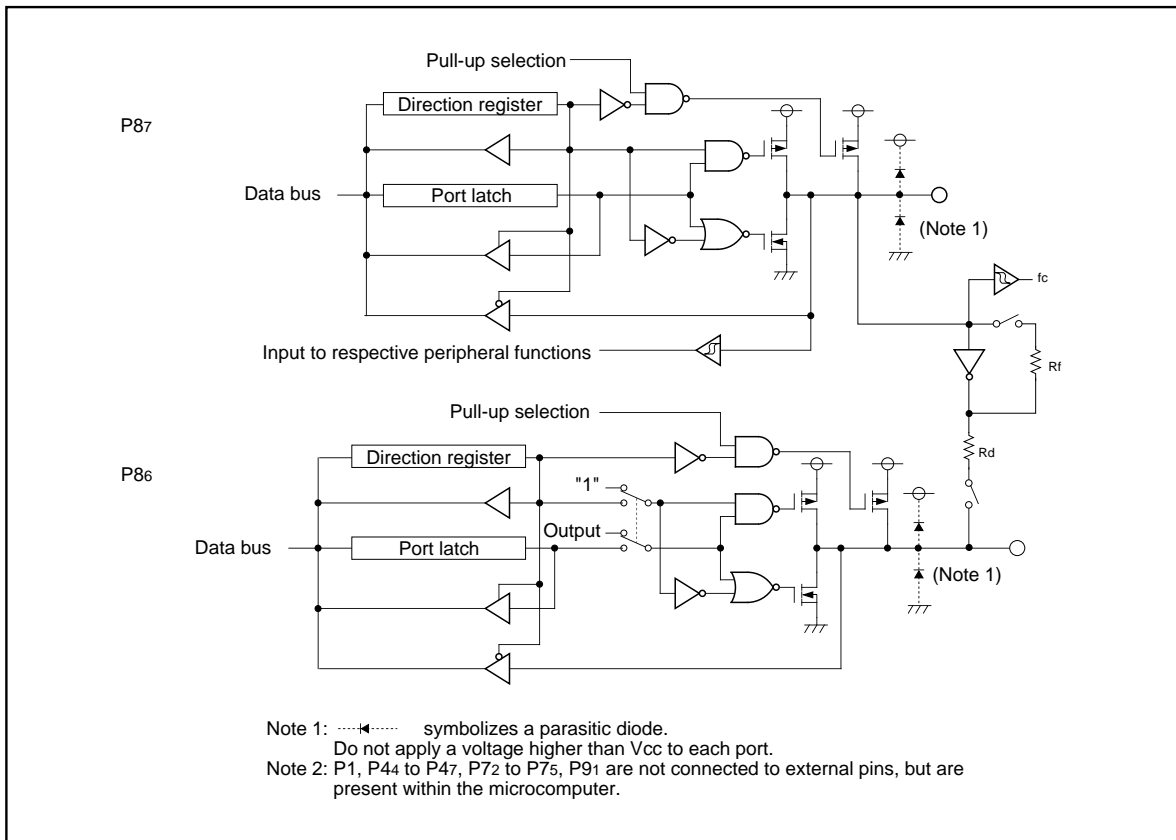 Pull-up selection
Direction register
P87
Data bus
Port latch
(Note 1)
fc
Input to respective peripheral functions
Rf
Pull-up selection
Rd
Direction register
P86
"1"
Output
Data bus
Port latch
(Note 1)
Note 1: symbolizes a parasitic diode.
Do not apply a voltage higher than Vcc to each port.
Note 2: P1, P44 to P47, P72 to P75, P91 are not connected to external pins, but are
present within the microcomputer.